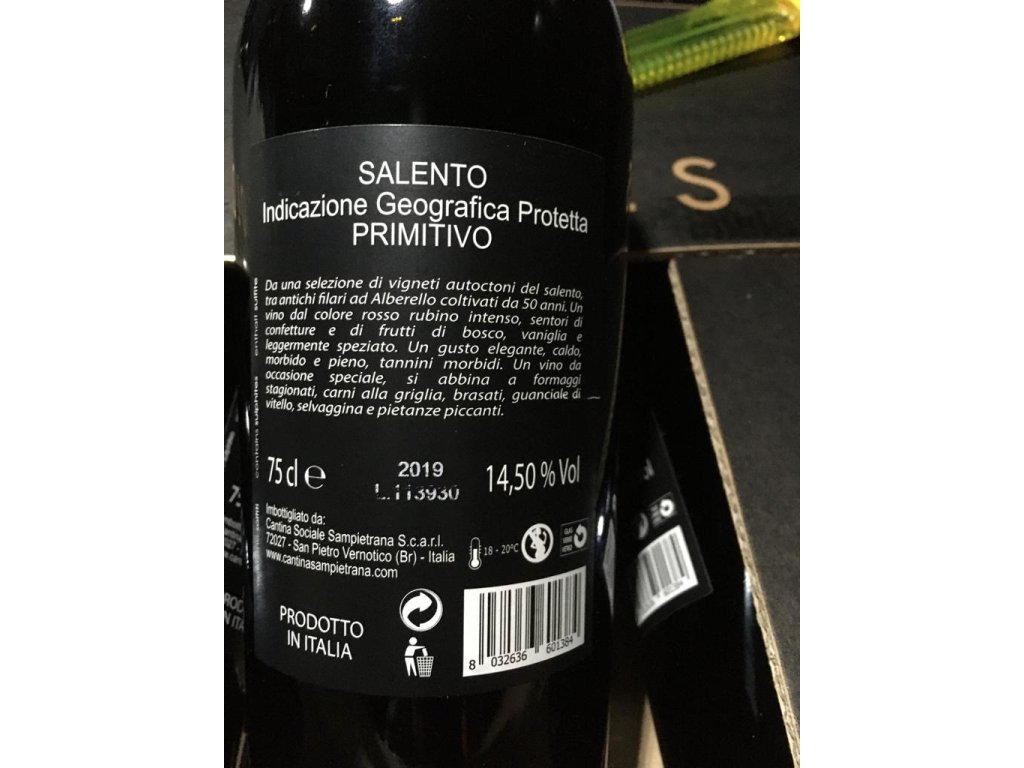 SALENTO
Indicazione Geografica Protetta
PRIMITIVO
Da una selezione di vigneti autoctoni del salento,
tra antichi filari ad Alberello coltivati da 50 anni. Un
vino dal colore rosso rubino intenso, sentori di
confetture e di frutti di bosco, vaniglia e
leggermente speziato. Un gusto elegante, caldo,
morbido e pieno, tannini morbidi. Un vino da
occasione speciale, si abbina a formaggi
stagionati, carni alla griglia, brasati, guanciale di
vitello, selvaggina e pietanze piccanti.
75 cl e
2019
L.113930
14,50 % Vol
Imbottigliato da:
Cantina Sociale Sampietrana S.c.a.r.l.
72027 - San Pietro Vernotico (Br) - Italia
www.cantinasampietrana.com
18 - 20°C
PRODOTTO
IN ITALIA
8 032636 601384
contains sulphites
enthält sulfite
S